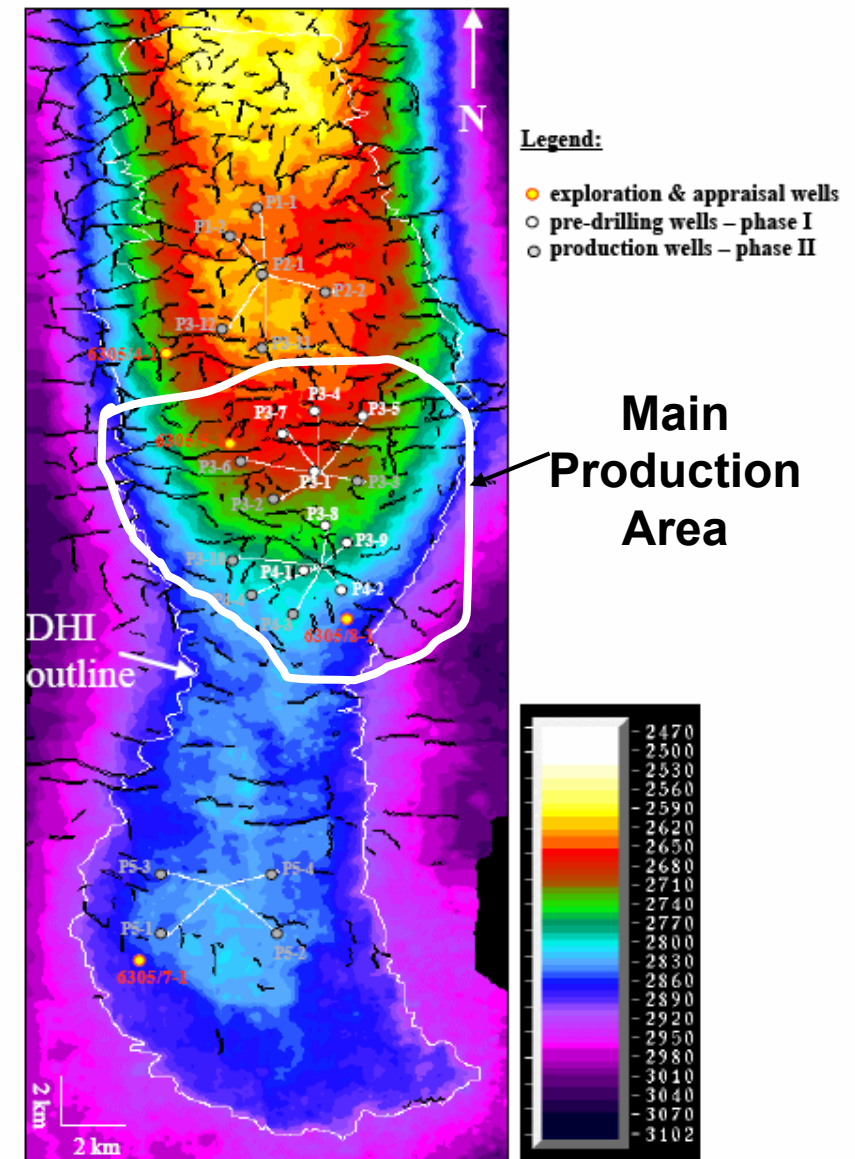 N
Legend:
exploration & appraisal wells
pre-drilling wells – phase I
production wells – phase II
P1-1
P1-2
P2-1
P2-2
P3-12
P3-11
6305/4-1
P3-4
P3-7
P3-5
6305/5-1
P3-6
P3-1
P3-3
P3-2
P3-8
P3-9
P3-10
P4-1
P4-2
P4-4
P4-3
6305/8-1
Main
Production
Area
DHI
outline
P5-3
P5-4
P5-1
P5-2
6305/7-1
2 km
2 km
2470
2500
2530
2560
2590
2620
2650
2680
2710
2740
2770
2800
2830
2860
2890
2920
2950
2980
3010
3040
3070
3102